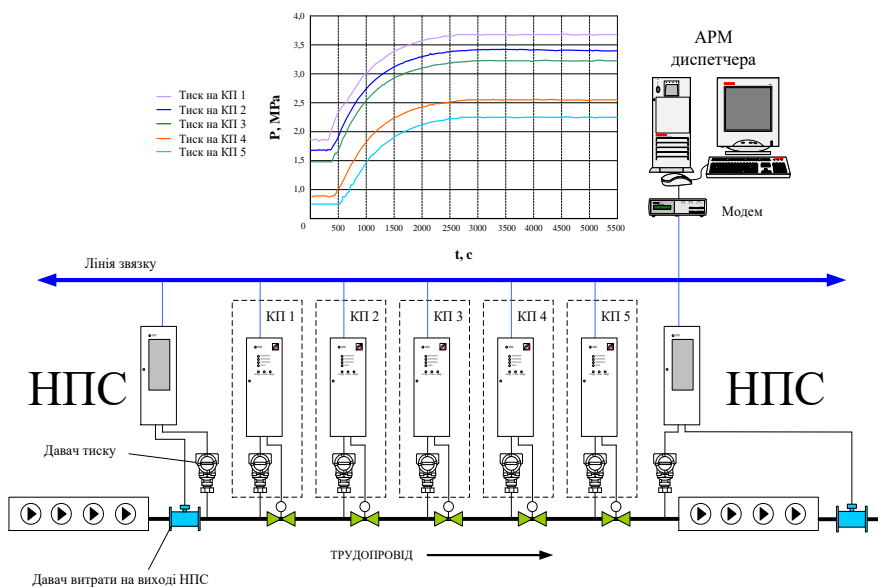 4,0
3,5
3,0
2,5
2,0
1,5
1,0
P, MPa
0
500
1000
1500
2000
2500
3000
3500
4000
4500
5000
5500
t, c
Тиск на КП 1
Тиск на КП 2
Тиск на КП 3
Тиск на КП 4
Тиск на КП 5
АРМ
диспетчера
Модем
Лінія звязку
КП 1
КП 2
КП 3
КП 4
КП 5
НПС
НПС
Давач тиску
ТРУДОПРОВІД
Давач витрати на виході НПС